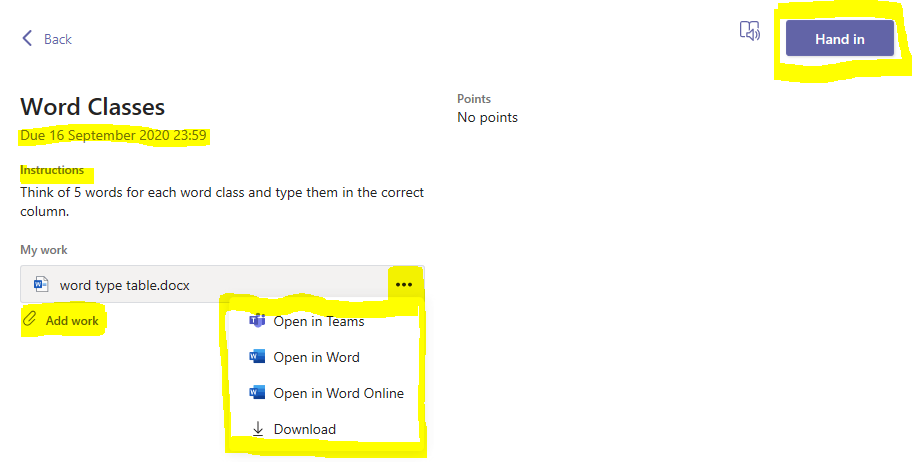 Back
Hand in
Word Classes
Due 16 September 2020 23:59
Points
No points
Instructions
Think of 5 words for each word class and type them in the correct
column.
My work
word type table.docx
Add work
Open in Teams
Open in Word
Open in Word Online
Download